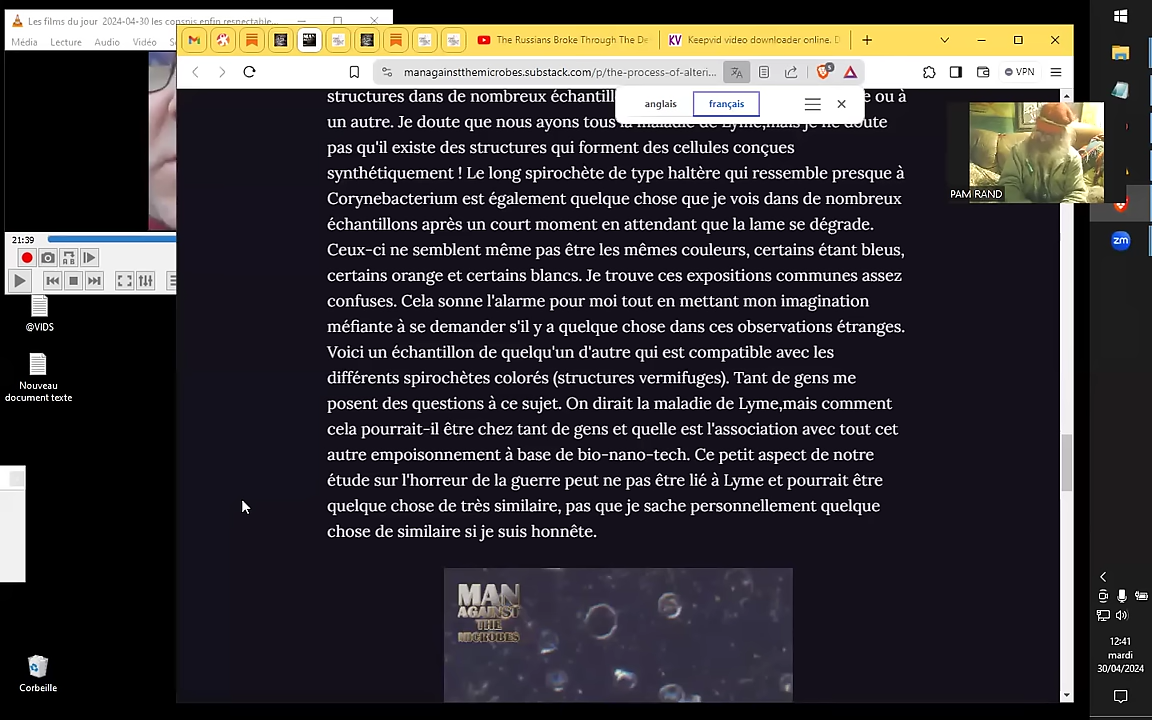 Les films du jour 2024-04-30 les conspis enfin respectable...
Média Lecture Audio Vidéo
21:39
@VIDS
Nouveau
document texte
Corbeille
The Russians Broke Through The De
KV Keepvid video downloader online. D
managainstthemicrobes.substack.com/p/the-process-of-alteri...
5
VPN
anglais français
structures dans de nombreux échantill
ou à
un autre. Je doute que nous ayons tous la maladie de Lyme,mais je ne doute
pas qu'il existe des structures qui forment des cellules conçues
synthétiquement ! Le long spirochète de type haltère qui ressemble presque à
Corynebacterium est également quelque chose que je vois dans de nombreux
échantillons après un court moment en attendant que la lame se dégrade.
Ceux-ci ne semblent même pas être les mêmes couleurs, certains étant bleus,
certains orange et certains blancs. Je trouve ces expositions communes assez
confuses. Cela sonne l'alarme pour moi tout en mettant mon imagination
méfiante à se demander s'il y a quelque chose dans ces observations étranges.
Voici un échantillon de quelqu'un d'autre qui est compatible avec les
différents spirochètes colorés (structures vermifuges). Tant de gens me
posent des questions à ce sujet. On dirait la maladie de Lyme,mais comment
cela pourrait-il être chez tant de gens et quelle est l'association avec tout cet
autre empoisonnement à base de bio-nano-tech. Ce petit aspect de notre
étude sur l'horreur de la guerre peut ne pas être lié à Lyme et pourrait être
quelque chose de très similaire, pas que je sache personnellement quelque
chose de similaire si je suis honnête.
MAN
AGAINST
THE
MICROBES
PAM RAND
zm
12:41
mardi
30/04/2024